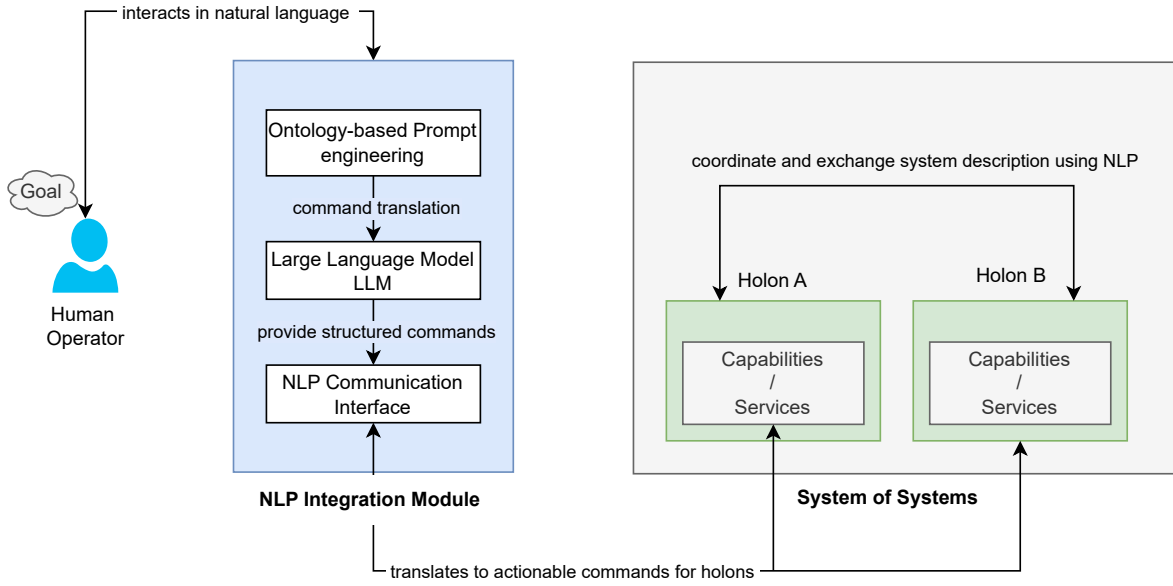 interacts in natural language
Goal
Human
Operator
Ontology-based Prompt
engineering
command translation
Large Language Model
LLM
provide structured commands
NLP Communication
Interface
NLP Integration Module
coordinate and exchange system description using NLP
Holon A
Holon B
Capabilities
/
Services
Capabilities
/
Services
System of Systems
translates to actionable commands for holons